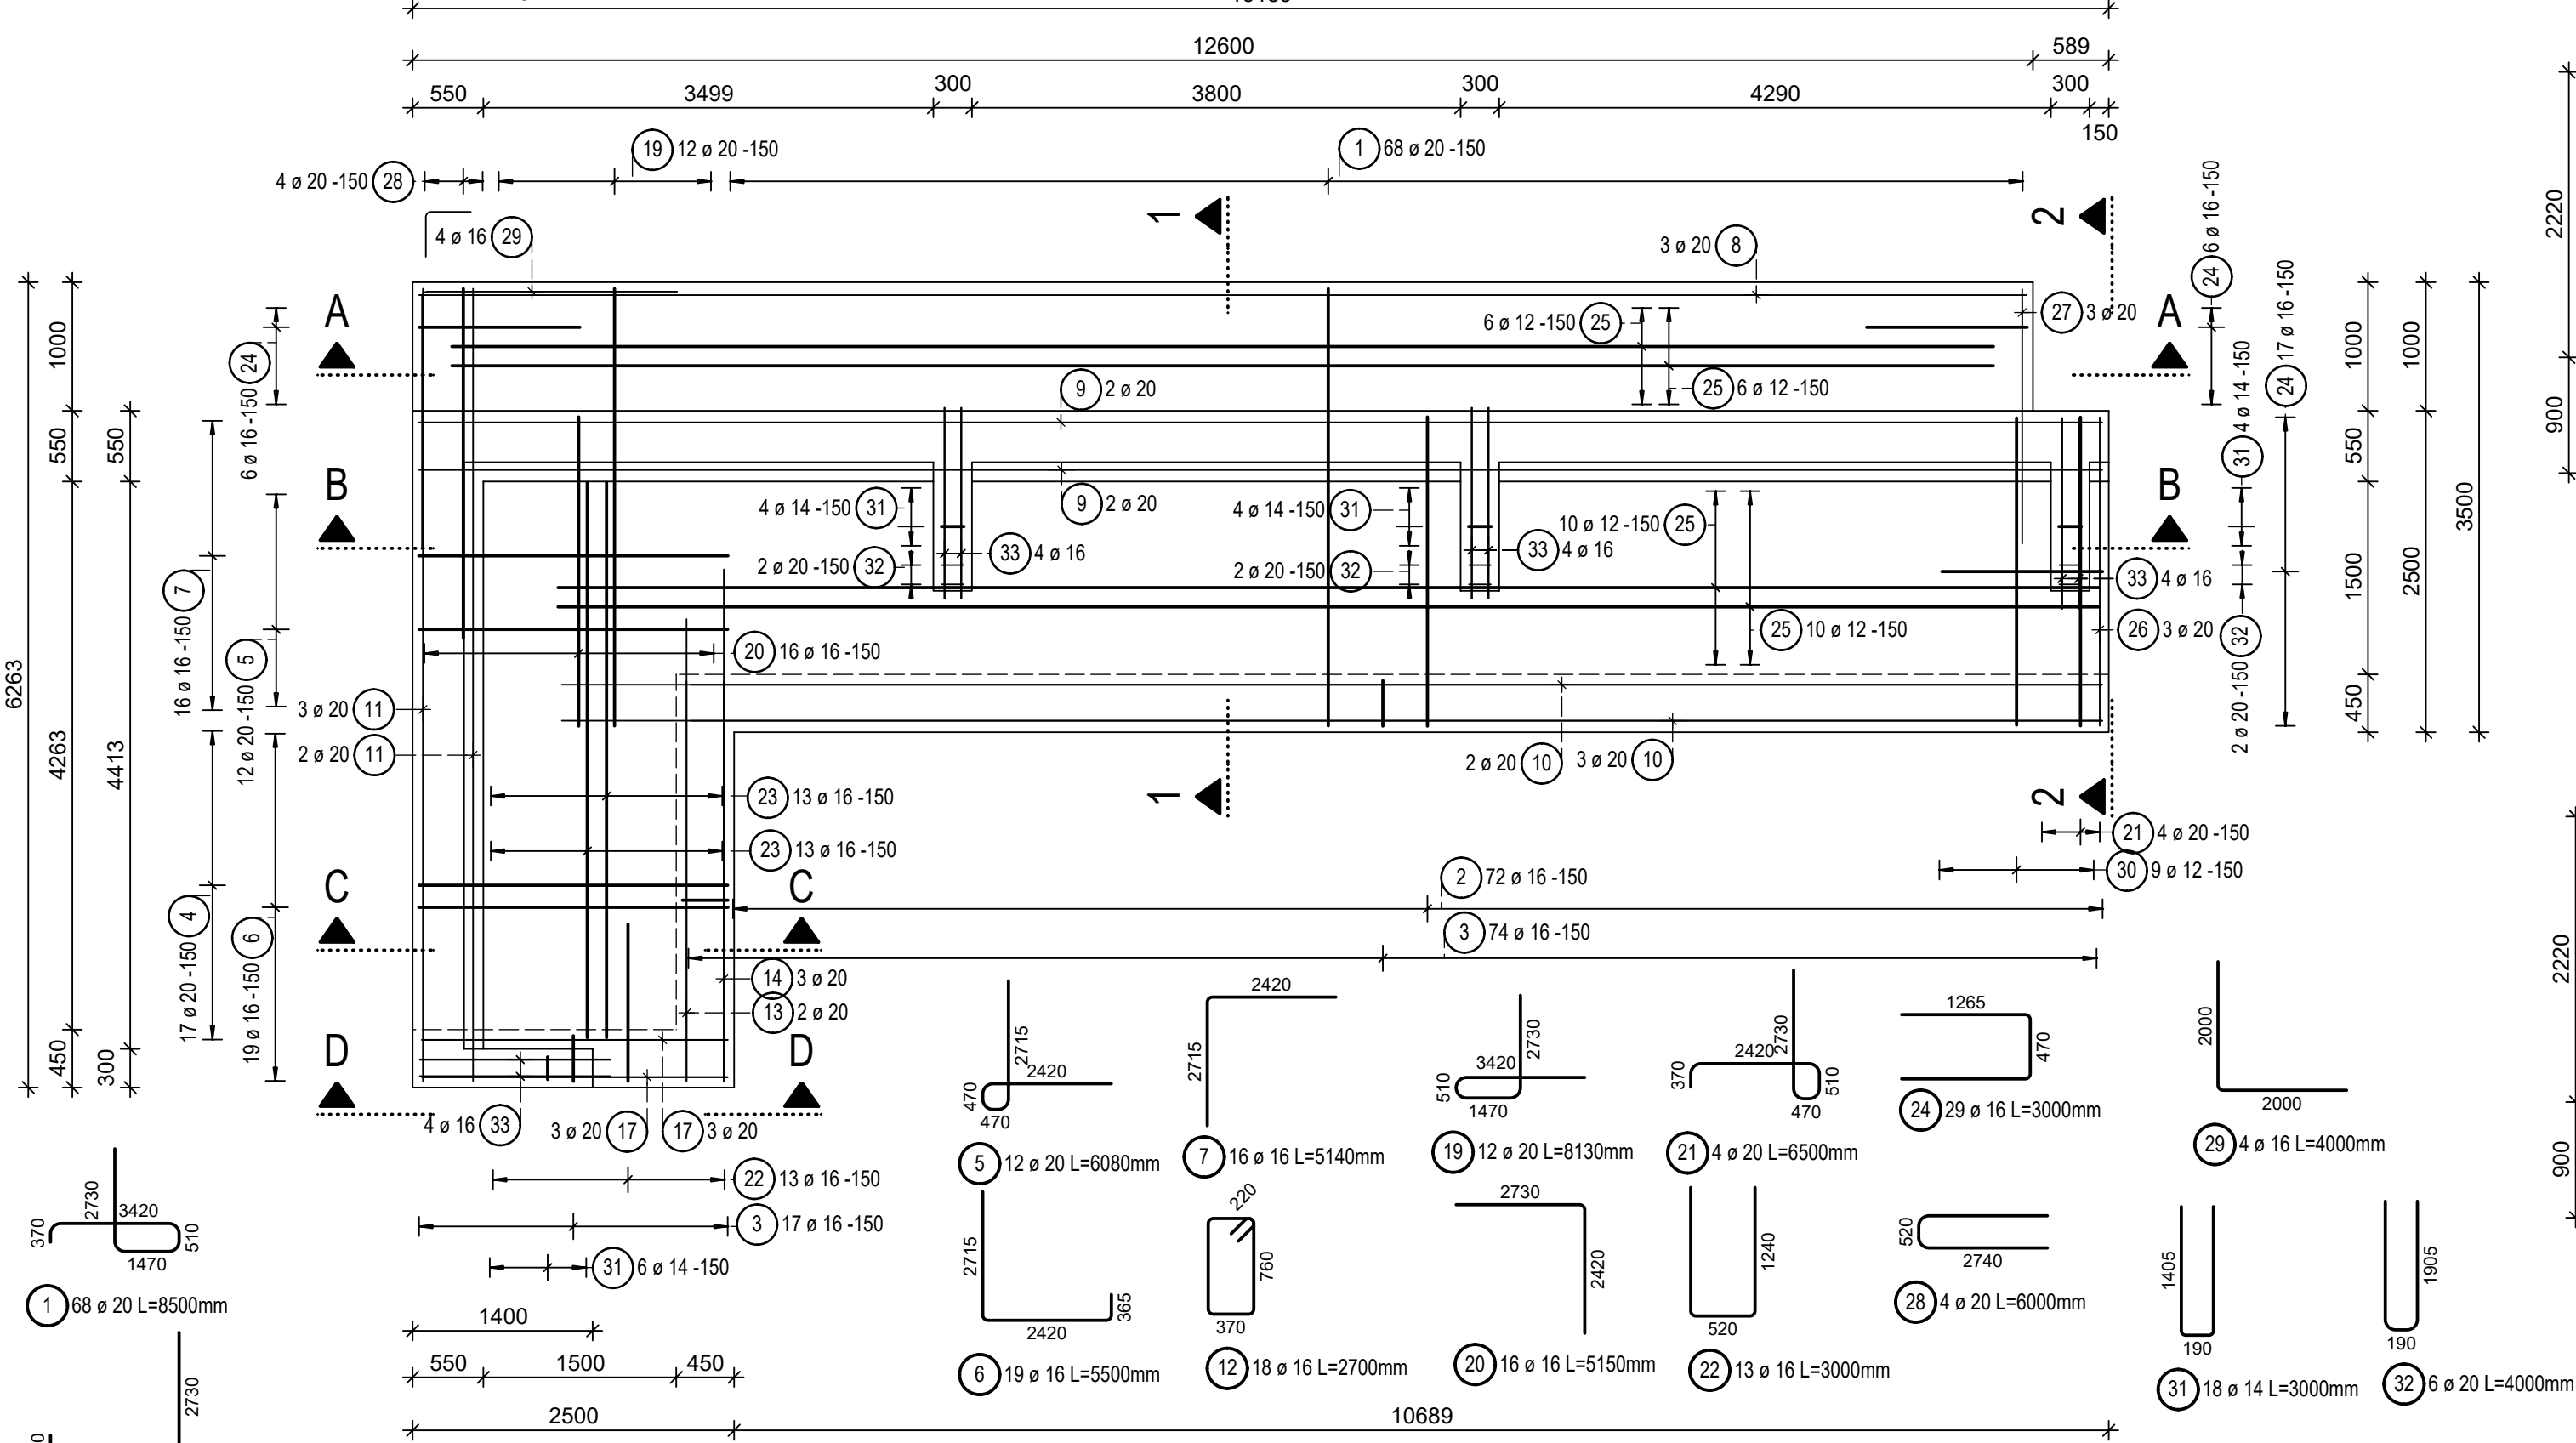 12600
589
550
3499
300
3800
300
4290
300
150
19 12 ø 20 -150
1 68 ø 20 -150
4 ø 20 -150 28
4 ø 16 29
1
2
3 ø 20 8
24 6 ø 16 -150
27 3 ø 20
A
A
6 ø 12 -150 25
25 6 ø 12 -150
9 2 ø 20
9 2 ø 20
6 ø 16 -150 24
31 4 ø 14 -150
24 17 ø 16 -150
1000
550
4263
450
6263
550
4413
300
1000
550
1500
450
1000
2500
3500
2220
900
2220
900
B
B
4 ø 14 -150 31
2 ø 20 -150 32
33 4 ø 16
4 ø 14 -150 31
2 ø 20 -150 32
33 4 ø 16
10 ø 12 -150 25
25 10 ø 12 -150
33 4 ø 16
26 3 ø 20
2 ø 20 -150 32
16 ø 16 -150 7
12 ø 20 -150 5
20 16 ø 16 -150
3 ø 20 11
2 ø 20 11
2 ø 20 10
3 ø 20 10
23 13 ø 16 -150
23 13 ø 16 -150
1
2
21 4 ø 20 -150
30 9 ø 12 -150
2 72 ø 16 -150
3 74 ø 16 -150
C
C
17 ø 20 -150 4
19 ø 16 -150 6
14 3 ø 20
13 2 ø 20
D
D
4 ø 16 33
3 ø 20 17
17 3 ø 20
22 13 ø 16 -150
3 17 ø 16 -150
31 6 ø 14 -150
1400
550
1500
450
2500
10689
2730
3420
370
510
1470
1 68 ø 20 L=8500mm
2730
2715
2420
470
470
5 12 ø 20 L=6080mm
2420
2715
7 16 ø 16 L=5140mm
2730
3420
510
1470
19 12 ø 20 L=8130mm
2730
2420
370
510
470
21 4 ø 20 L=6500mm
1265
470
24 29 ø 16 L=3000mm
2000
2000
29 4 ø 16 L=4000mm
2715
2420
365
6 19 ø 16 L=5500mm
220
760
370
12 18 ø 16 L=2700mm
2730
2420
20 16 ø 16 L=5150mm
1240
520
22 13 ø 16 L=3000mm
520
2740
28 4 ø 20 L=6000mm
1405
190
31 18 ø 14 L=3000mm
1905
190
32 6 ø 20 L=4000mm